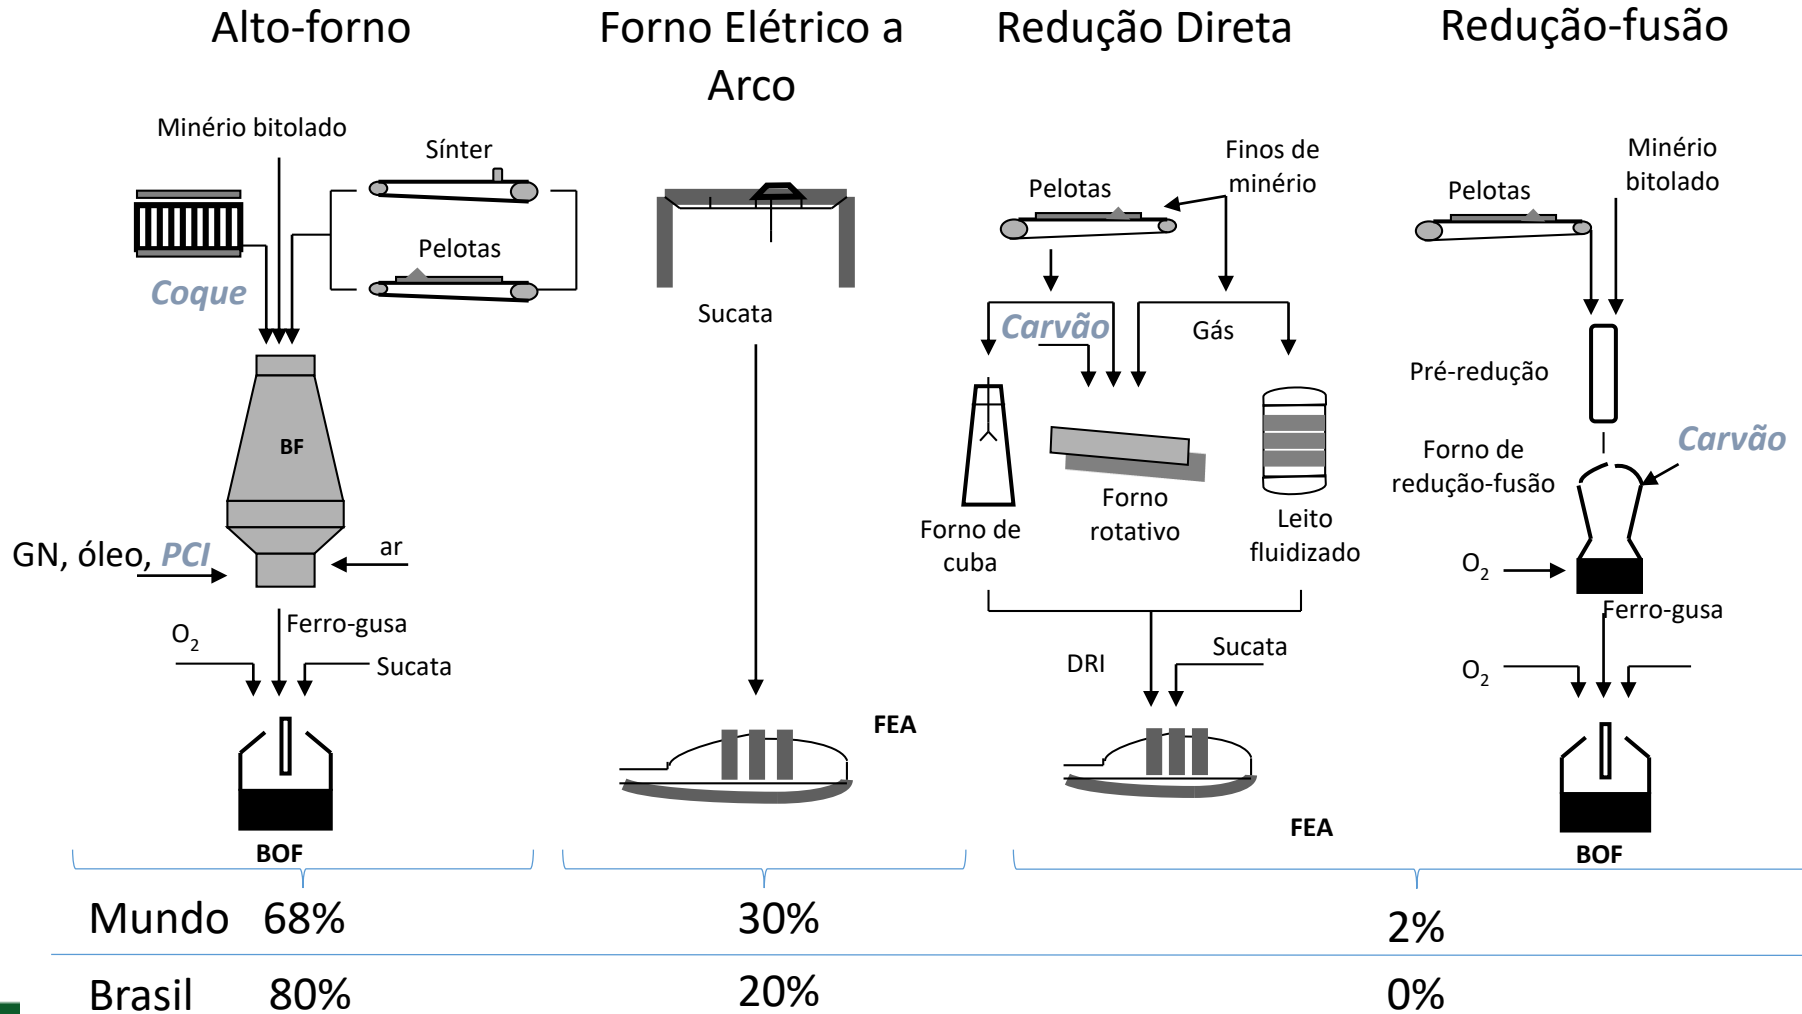 Alto-forno
Forno Elétrico a
Arco
Redução Direta
Redução-fusão
Minério bitolado
Sínter
Pelotas
Coque
BF
GN, óleo, PCI
ar
Ferro-gusa
O2
Sucata
BOF
Sucata
FEA
Finos de
minério
Pelotas
Carvão
Gás
Forno de
cuba
Forno
rotativo
Leito
fluidizado
DRI
Sucata
FEA
Minério
bitolado
Pelotas
Pré-redução
Carvão
Forno de
redução-fusão
O2
Ferro-gusa
O2
BOF
Mundo 68% 30% 2%
Brasil 80% 20% 0%